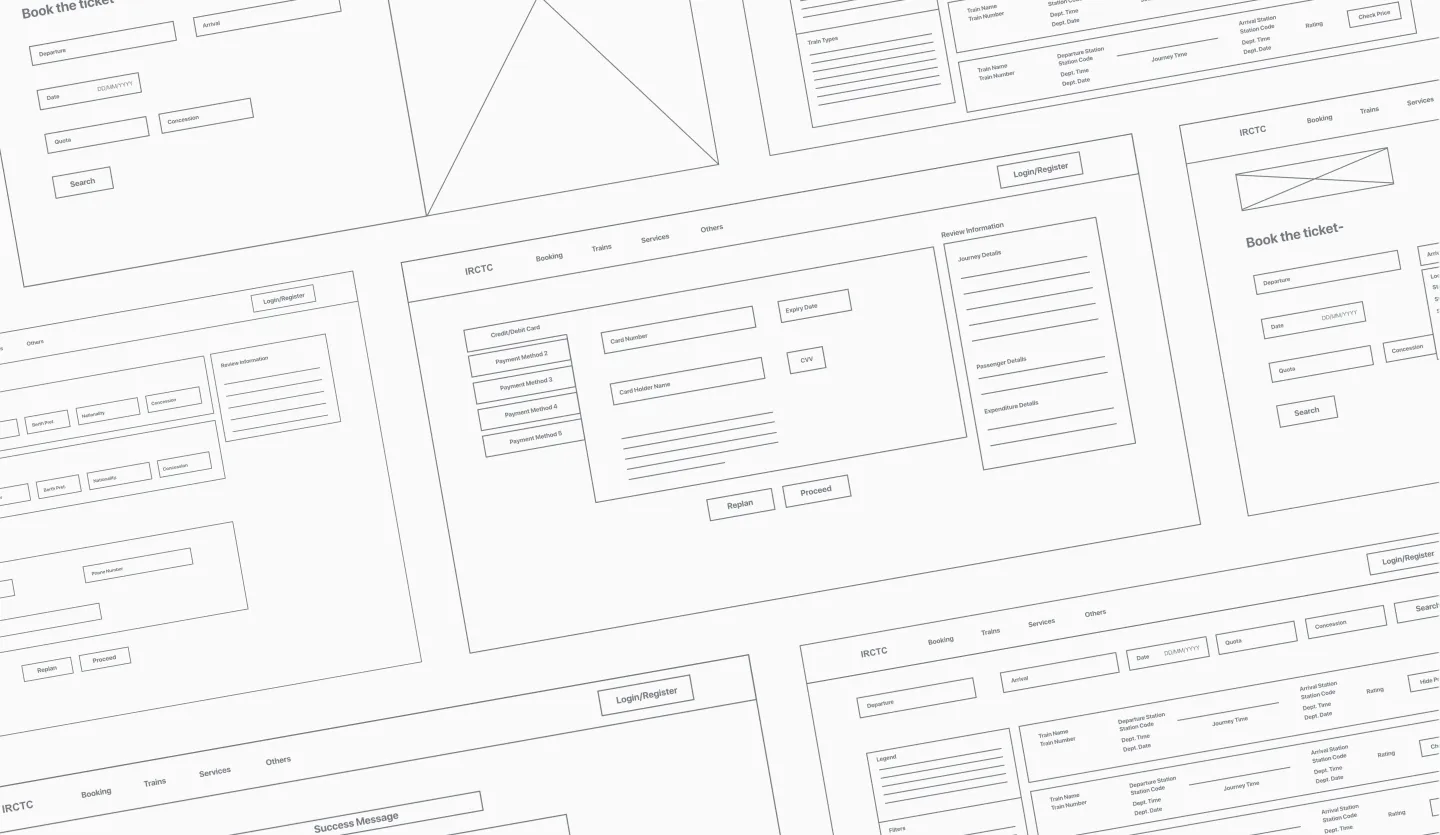 Book the ticket
Departure
Arrival
Date DD/MM/YYYY
Quota
Concession
Search
Train Types
Train Name
Train Number
Station Code
Dept. Time
Dept. Date
Train Name
Train Number
Departure Station
Station Code
Dept. Time
Dept. Date
Journey Time
Arrival Station
Station Code
Dept. Time
Dept. Date
Rating
Check Price
IRCTC
Booking
Trains
Services
Book the ticket-
Departure
Date DD/MM/YYYY
Quota
Concession
Search
Login/Register
Others
Review Information
Berth Pref.
Nationality
Concession
Berth Pref.
Nationality
Concession
Phone Number
Replan
Proceed
IRCTC
Booking
Trains
Services
Others
Login/Register
Credit/Debit Card
Payment Method 2
Payment Method 3
Payment Method 4
Payment Method 5
Card Number
Expiry Date
Card Holder Name
CVV
Review Information
Journey Details
Passenger Details
Expenditure Details
Replan
Proceed
IRCTC
Booking
Trains
Services
Others
Login/Register
Success Message
IRCTC
Booking
Trains
Services
Others
Login/Register
Departure
Arrival
Date DD/MM/YYYY
Quota
Concession
Search
Legend
Filters
Train Name
Train Number
Departure Station
Station Code
Dept. Time
Dept. Date
Journey Time
Arrival Station
Station Code
Dept. Time
Dept. Date
Rating
Hide
Train Name
Train Number
Departure Station
Station Code
Dept. Time
Dept. Date
Journey Time
Arrival Station
Station Code
Dept. Time
Dept. Date
Rating
Arrival Station
Station Code
Rating